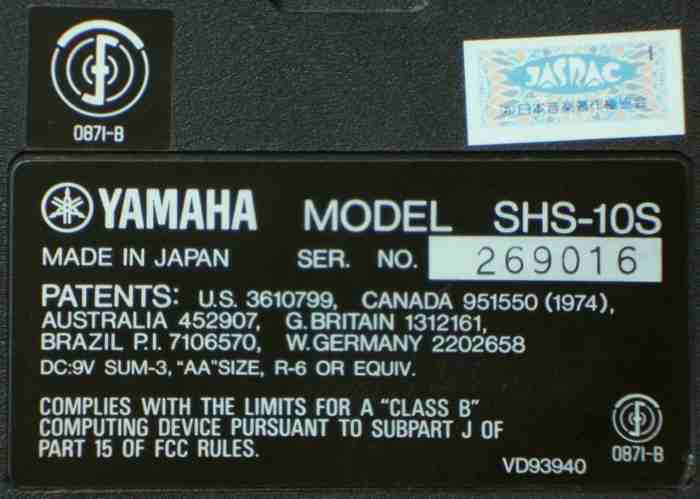 0871-B
JASRAC
1
(社)日本音楽著作権協会
YAMAHA MODEL SHS-10S
MADE IN JAPAN SER. NO. 269016
PATENTS: U.S. 3610799, CANADA 951550 (1974),
AUSTRALIA 452907, G.BRITAIN 1312161,
BRAZIL P.I. 7106570, W.GERMANY 2202658
DC:9V SUM-3, "AA"SIZE, R-6 OR EQUIV.
COMPLIES WITH THE LIMITS FOR A "CLASS B"
COMPUTING DEVICE PURSUANT TO SUBPART J OF
PART 15 OF FCC RULES.
0871-B
VD93940